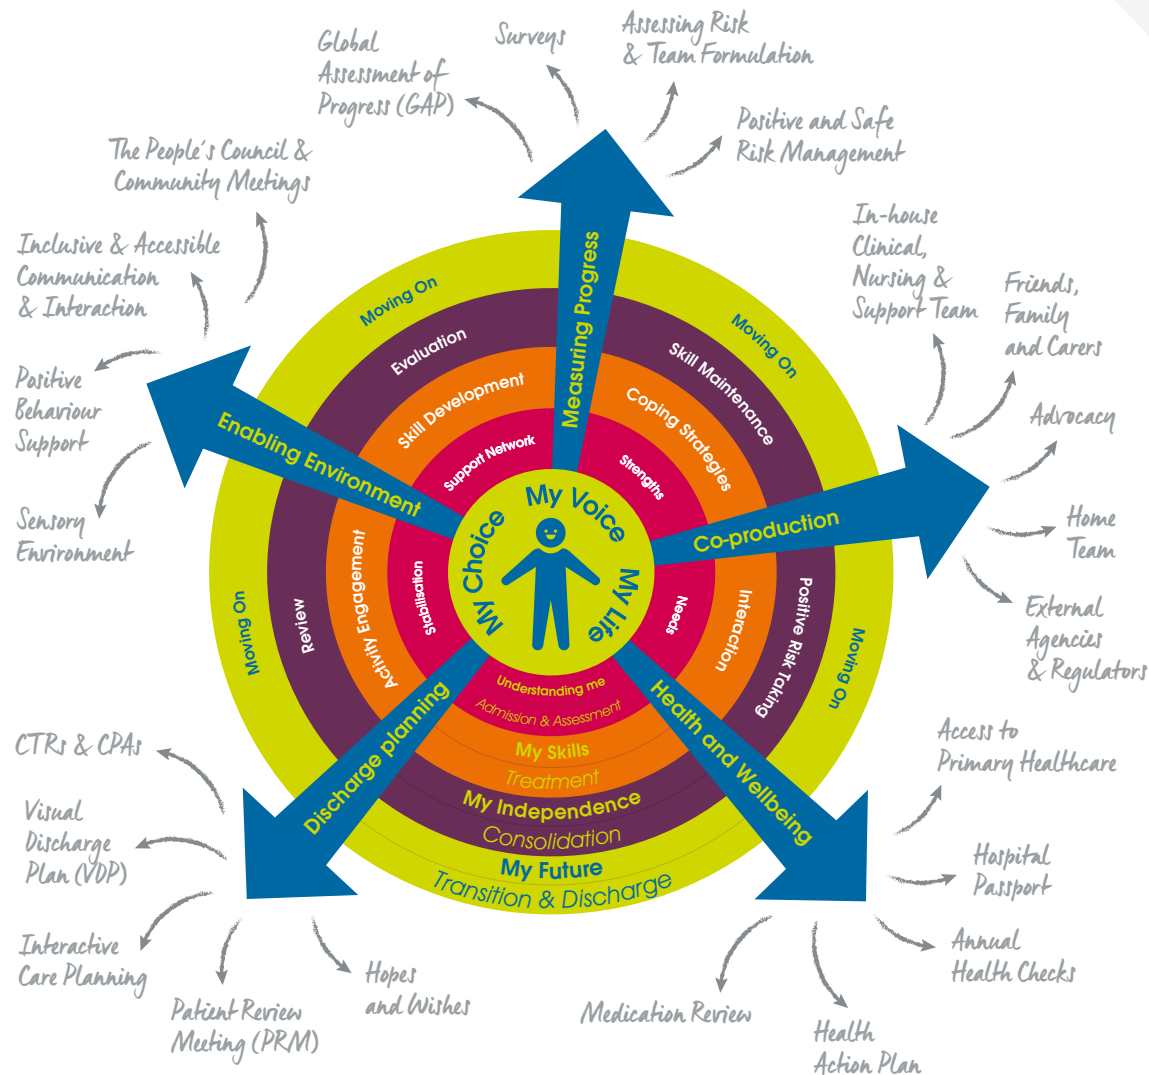 Global
Assessment of
Progress (GAP)
Surveys
Assessing Risk
& Team Formulation
Positive and Safe
Risk Management
The People's Council &
Community Meetings
Inclusive & Accessible
Communication
& Interaction
Positive
Behaviour
Support
Sensory
Environment
In-house
Clinical,
Nursing &
Support Team
Friends,
Family
and Carers
Advocacy
Home
Team
External
Agencies
& Regulators
Measuring Progress
Enabling Environment
Co-production
Discharge planning
Health and Wellbeing
Moving On
Moving On
Moving On
Moving On
Evaluation
Skill Maintenance
Review
Positive Risk Taking
Skill Development
Coping Strategies
Activity Engagement
Interaction
Support Network
Strengths
Stabilisation
Needs
My Choice
My Voice
My Life
Understanding me
Admission & Assessment
My Skills
Treatment
My Independence
Consolidation
My Future
Transition & Discharge
CTRs & CPAs
Visual
Discharge
Plan (VDP)
Interactive
Care Planning
Patient Review
Meeting (PRM)
Hopes
and Wishes
Access to
Primary Healthcare
Hospital
Passport
Annual
Health Checks
Medication Review
Health
Action Plan